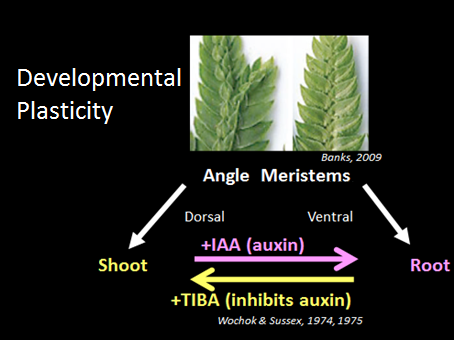 Developmental
Plasticity
Banks, 2009
Angle Meristems
Dorsal Ventral
+IAA (auxin)
Shoot Root
+TIBA (inhibits auxin)
Wochok & Sussex, 1974, 1975